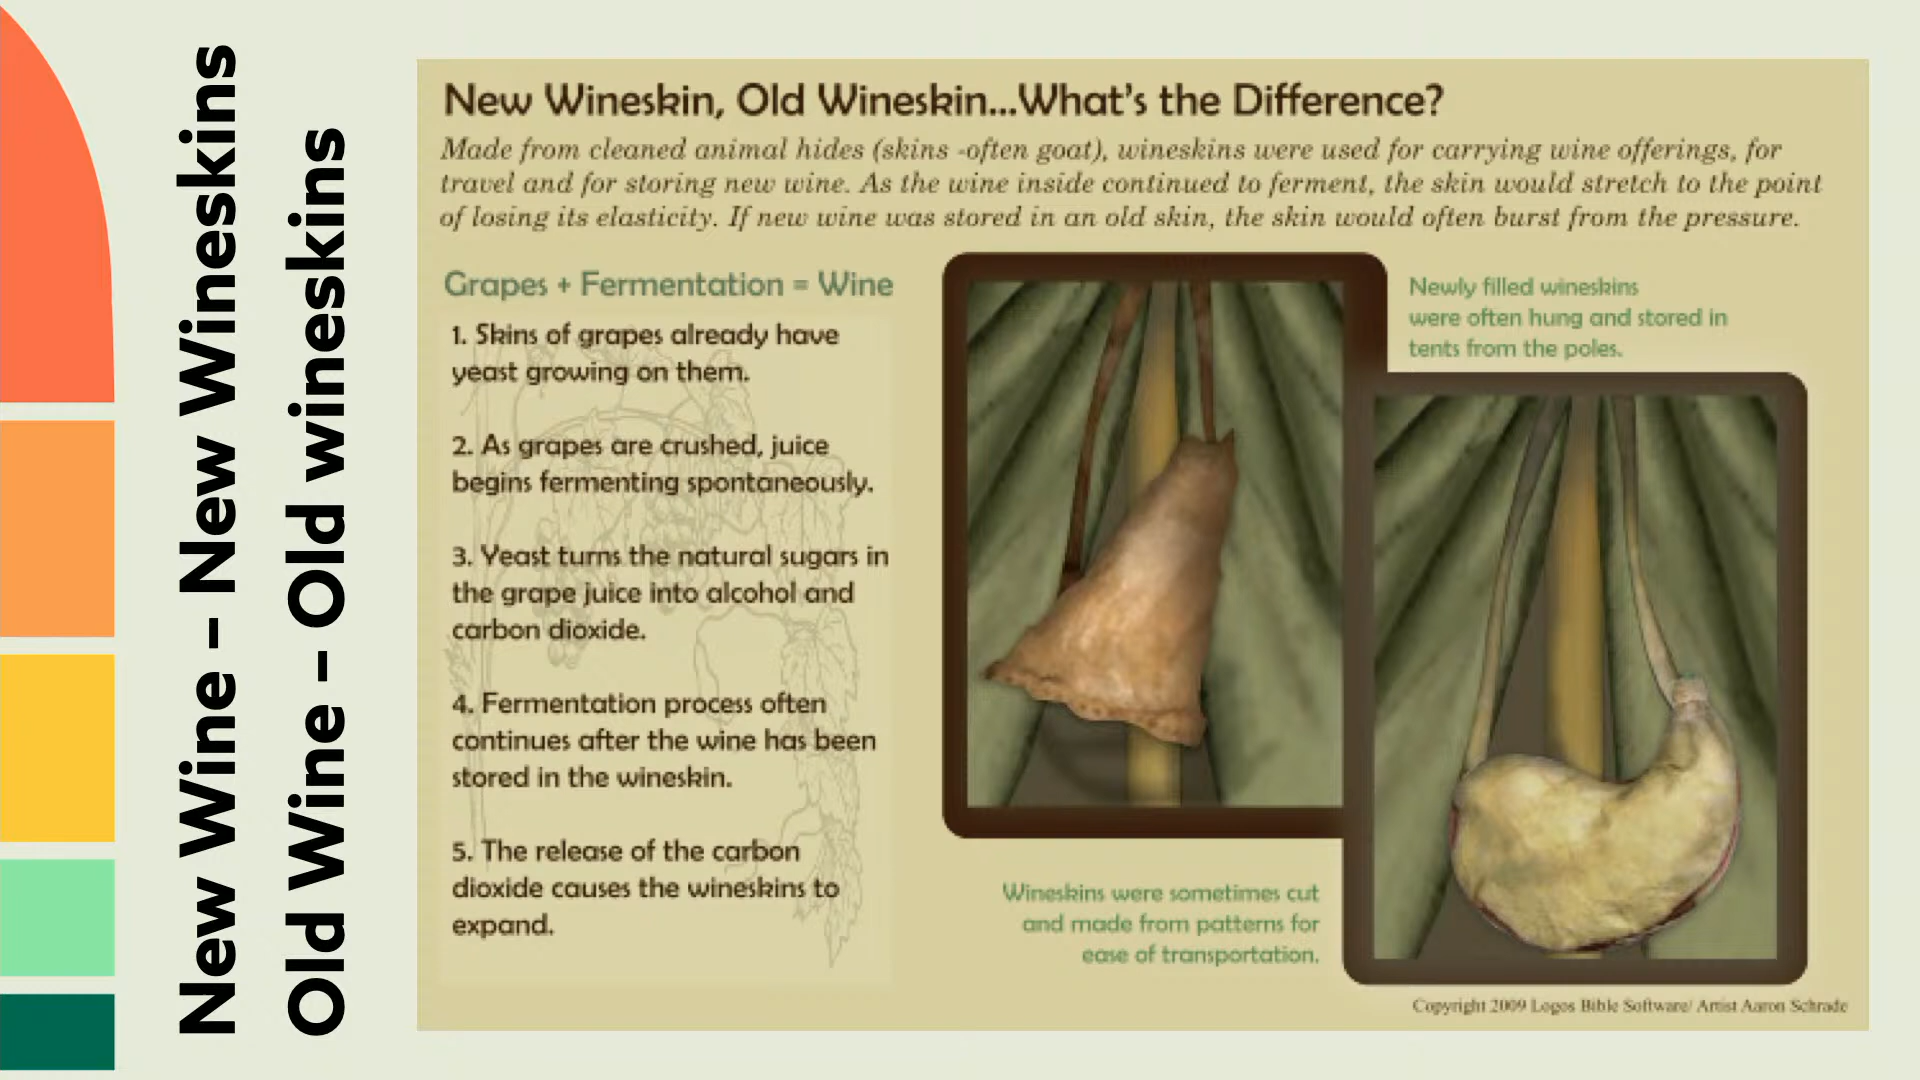 New Wine – New Wineskins
Old Wine – Old wineskins
New Wineskin, Old Wineskin...What's the Difference?
Made from cleaned animal hides (skins -often goat), wineskins were used for carrying wine offerings, for
travel and for storing new wine. As the wine inside continued to ferment, the skin would stretch to the point
of losing its elasticity. If new wine was stored in an old skin, the skin would often burst from the pressure.
Grapes + Fermentation = Wine
1. Skins of grapes already have
yeast growing on them.
2. As grapes are crushed, juice
begins fermenting spontaneously.
3. Yeast turns the natural sugars in
the grape juice into alcohol and
carbon dioxide.
4. Fermentation process often
continues after the wine has been
stored in the wineskin.
5. The release of the carbon
dioxide causes the wineskins to
expand.
Newly filled wineskins
were often hung and stored in
tents from the poles.
Wineskins were sometimes cut
and made from patterns for
ease of transportation.
Copyright 2009 Logos Bible Software/ Artist Aaron Schrade